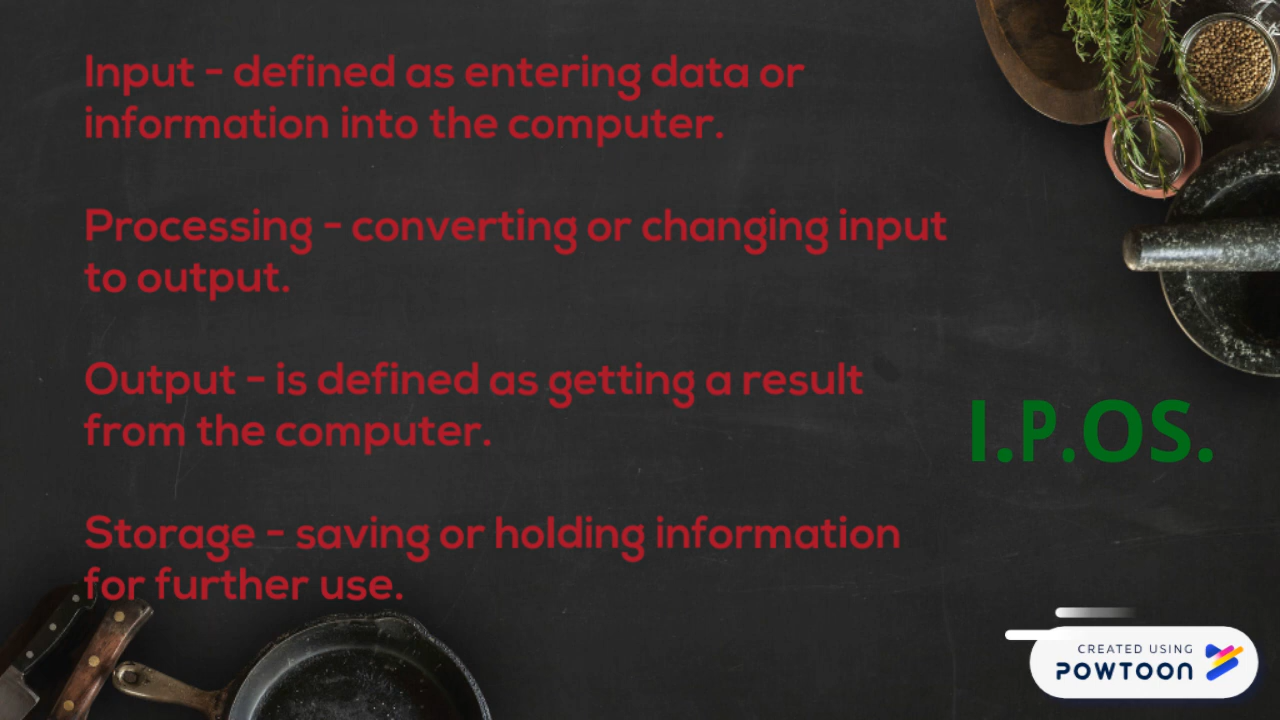 Input - defined as entering data or
information into the computer.
Processing - converting or changing input
to output.
Output - is defined as getting a result
from the computer.
I.P.OS.
Storage - saving or holding information
for further use.
CREATED USING
POWTOON